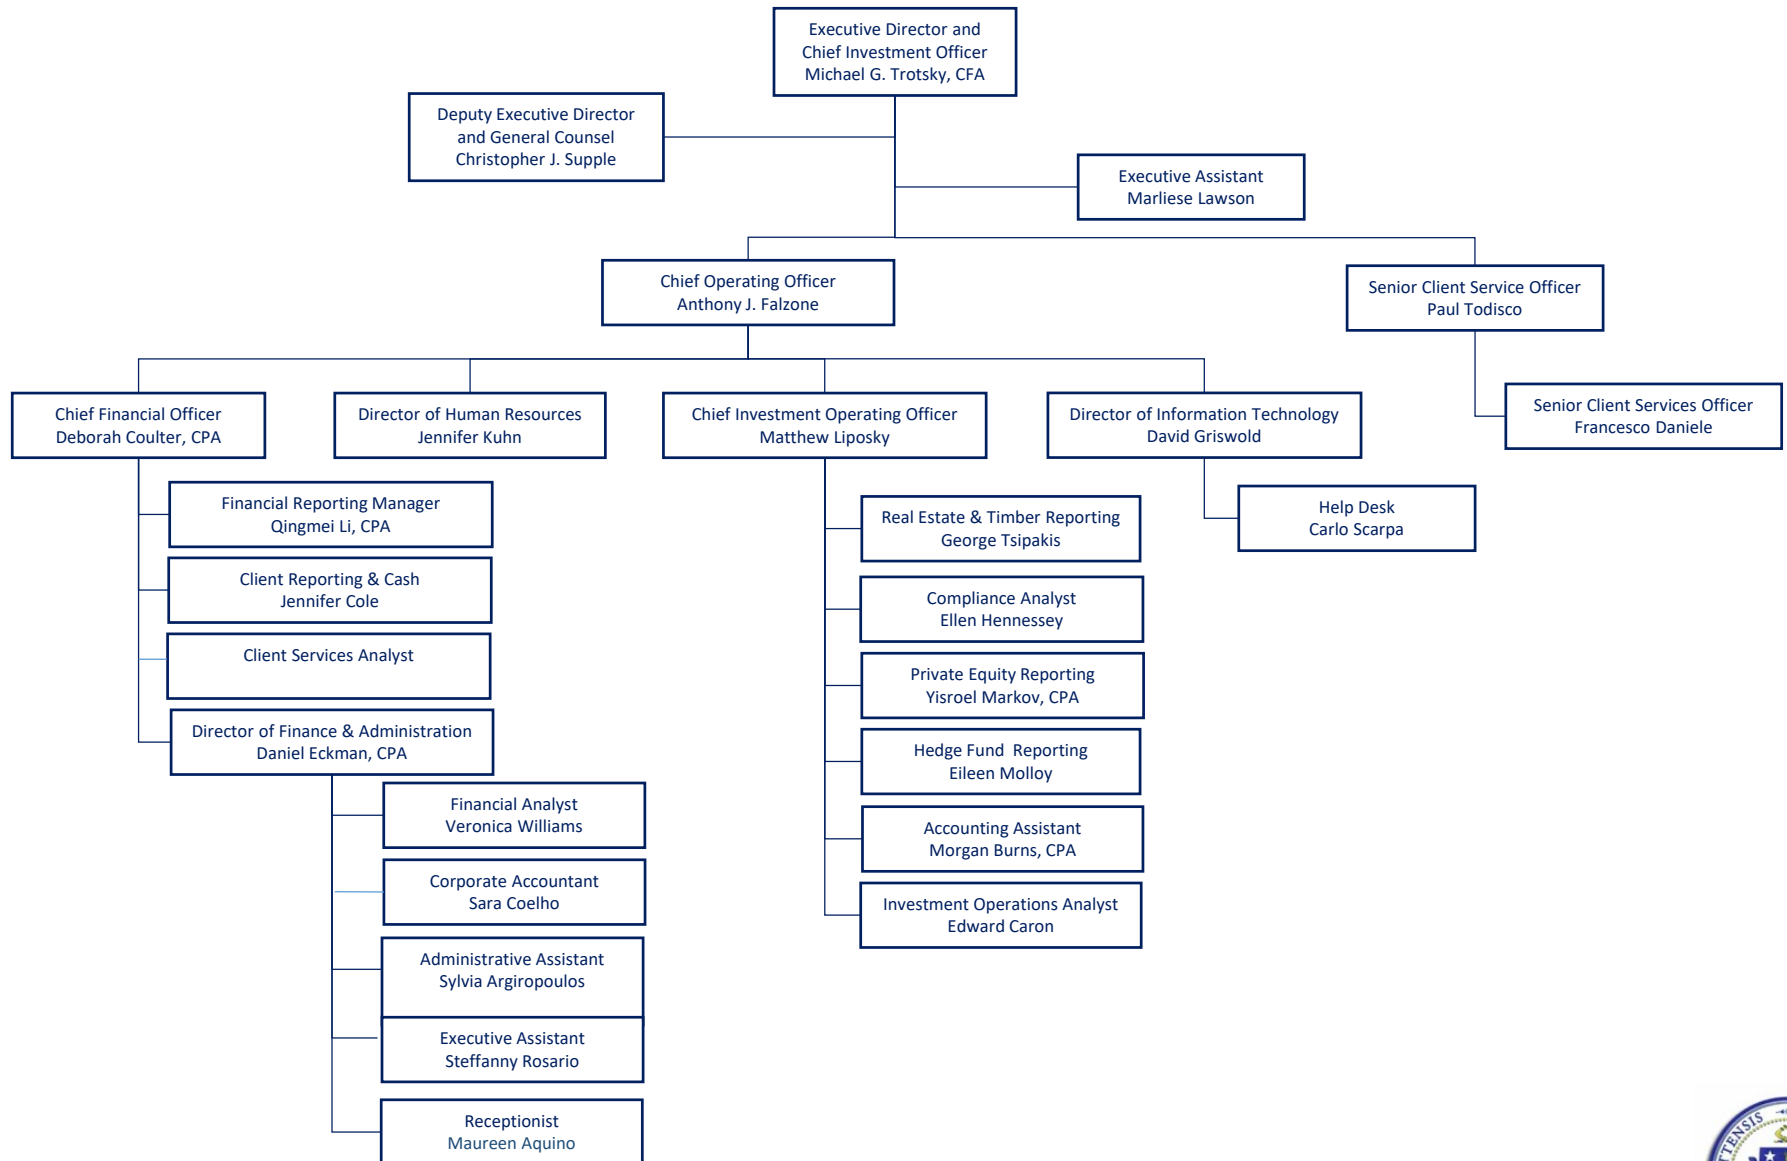 Executive Director and
Chief Investment Officer
Michael G. Trotsky, CFA
Deputy Executive Director
and General Counsel
Christopher J. Supple
Executive Assistant
Marliese Lawson
Chief Operating Officer
Anthony J. Falzone
Senior Client Service Officer
Paul Todisco
Chief Financial Officer
Deborah Coulter, CPA
Director of Human Resources
Jennifer Kuhn
Chief Investment Operating Officer
Matthew Liposky
Director of Information Technology
David Griswold
Senior Client Services Officer
Francesco Daniele
Financial Reporting Manager
Qingmei Li, CPA
Client Reporting & Cash
Jennifer Cole
Client Services Analyst
Director of Finance & Administration
Daniel Eckman, CPA
Financial Analyst
Veronica Williams
Corporate Accountant
Sara Coelho
Administrative Assistant
Sylvia Argiropoulos
Executive Assistant
Steffanny Rosario
Receptionist
Maureen Aquino
Real Estate & Timber Reporting
George Tsipakis
Compliance Analyst
Ellen Hennessey
Private Equity Reporting
Yisroel Markov, CPA
Hedge Fund  Reporting
Eileen Molloy
Accounting Assistant
Morgan Burns, CPA
Investment Operations Analyst
Edward Caron
Help Desk
Carlo Scarpa